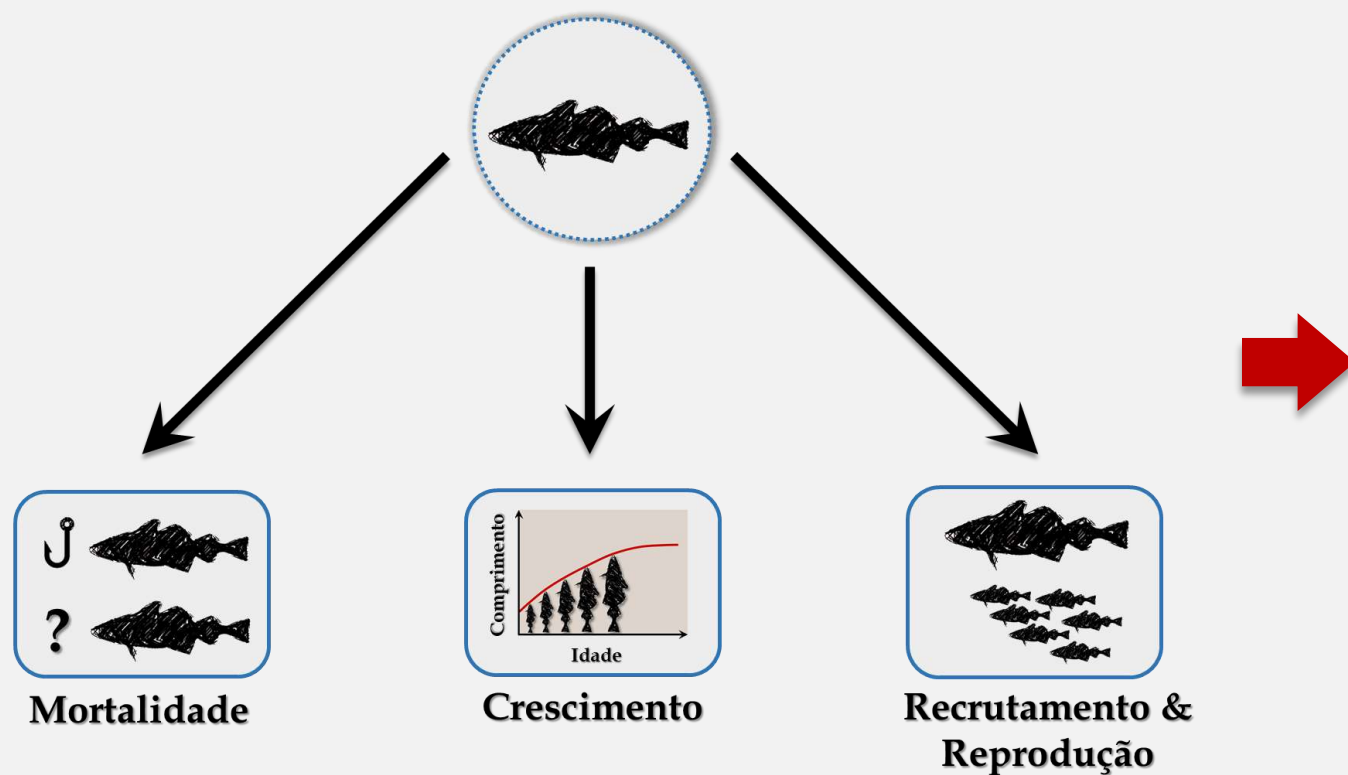 ?
Comprimento
Idade
Mortalidade
Crescimento
Recrutamento &
Reprodução